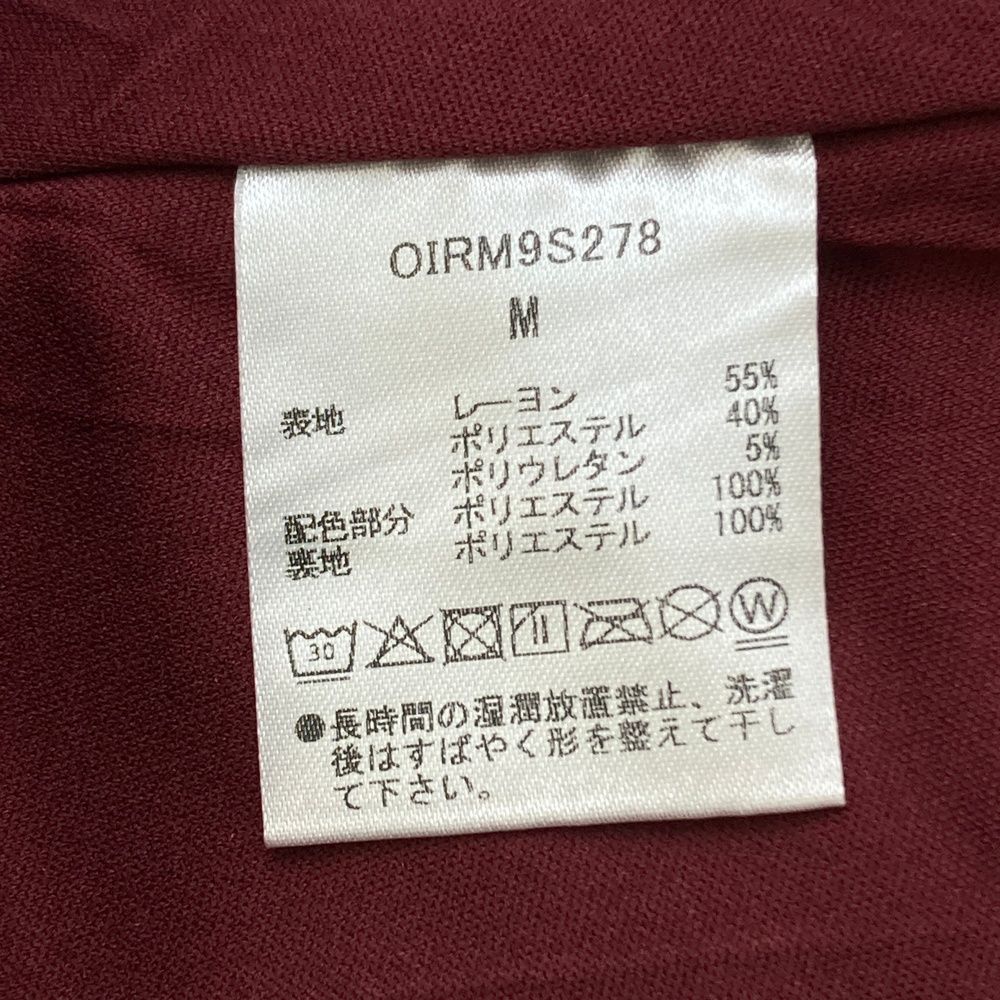 OIRM9S278
M
表地 レーヨン 55%
ポリエステル 40%
ポリウレタン 5%
配色部分 ポリエステル 100%
裏地 ポリエステル 100%
30 W
●長時間の湿潤放置禁止、洗濯
後はすばやく形を整えて干し
て下さい。